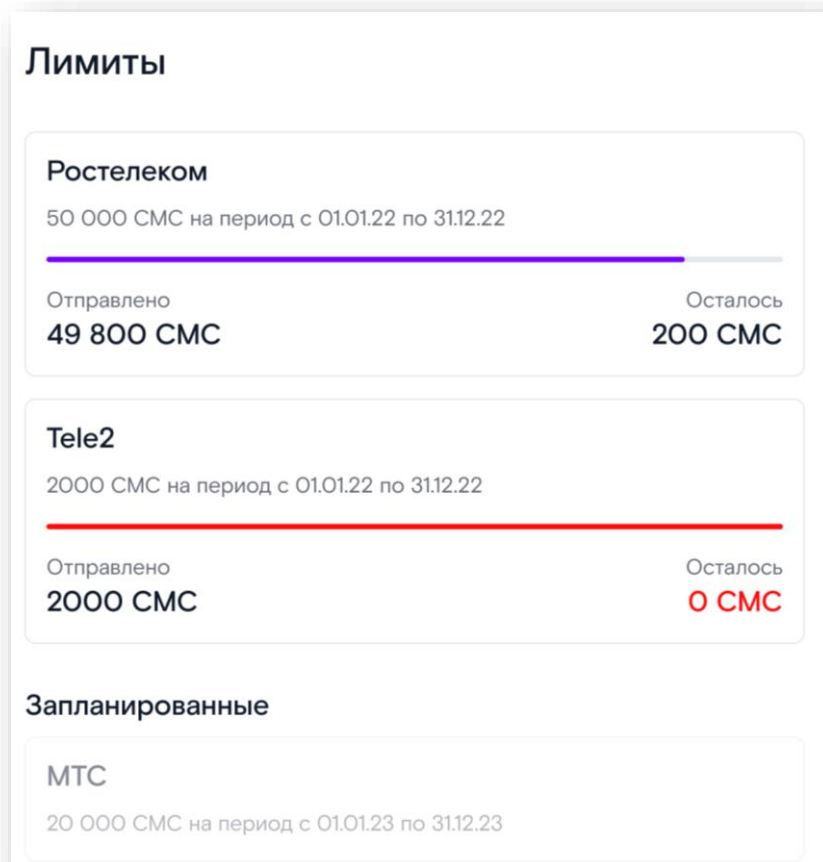 Лимиты
Ростелеком
50 000 СМС на период с 01.01.22 по 31.12.22
Отправлено Осталось
49 800 СМС 200 СМС
Tele2
2000 СМС на период с 01.01.22 по 31.12.22
Отправлено Осталось
2000 СМС 0 СМС
Запланированные
МТС
20 000 СМС на период с 01.01.23 по 31.12.23